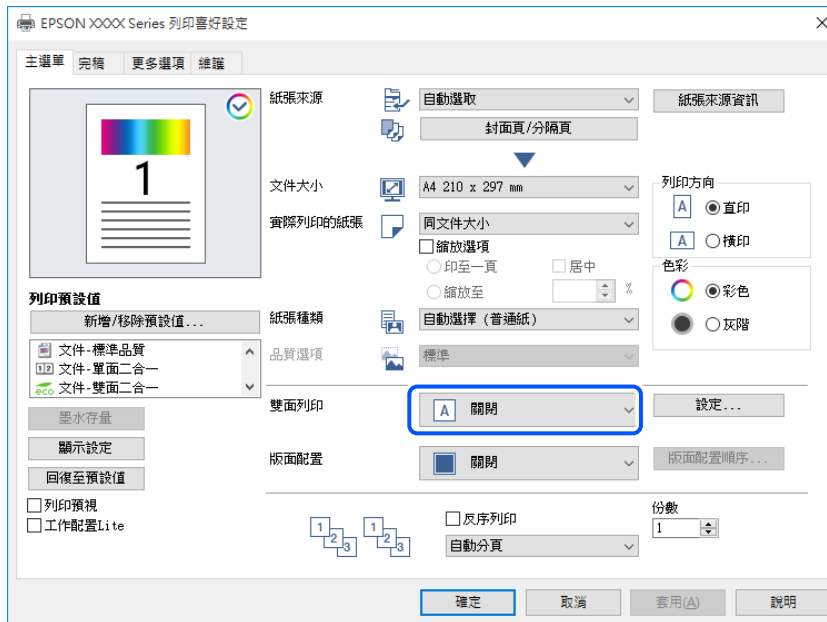 EPSON XXXX Series 列印喜好設定
主選單 完稿 更多選項 維護
1
紙張來源 自動選取 紙張來源資訊
封面頁/分隔頁
文件大小 A4 210 x 297 mm
實際列印的紙張 同文件大小
縮放選項
印至一頁 居中
縮放至 %
列印方向
A 直印
A 橫印
色彩
彩色
灰階
紙張種類 自動選擇 (普通紙)
品質選項 標準
列印預設值
新增/移除預設值...
文件-標準品質
1 2 文件-單面二合一
eco 文件-雙面二合一
墨水存量
顯示設定
回復至預設值
列印預視
工作配置Lite
雙面列印 A 關閉 設定...
版面配置 關閉 版面配置順序...
1 2 3 1 2 3
反序列印
自動分頁
份數
1
確定 取消 套用(A) 說明